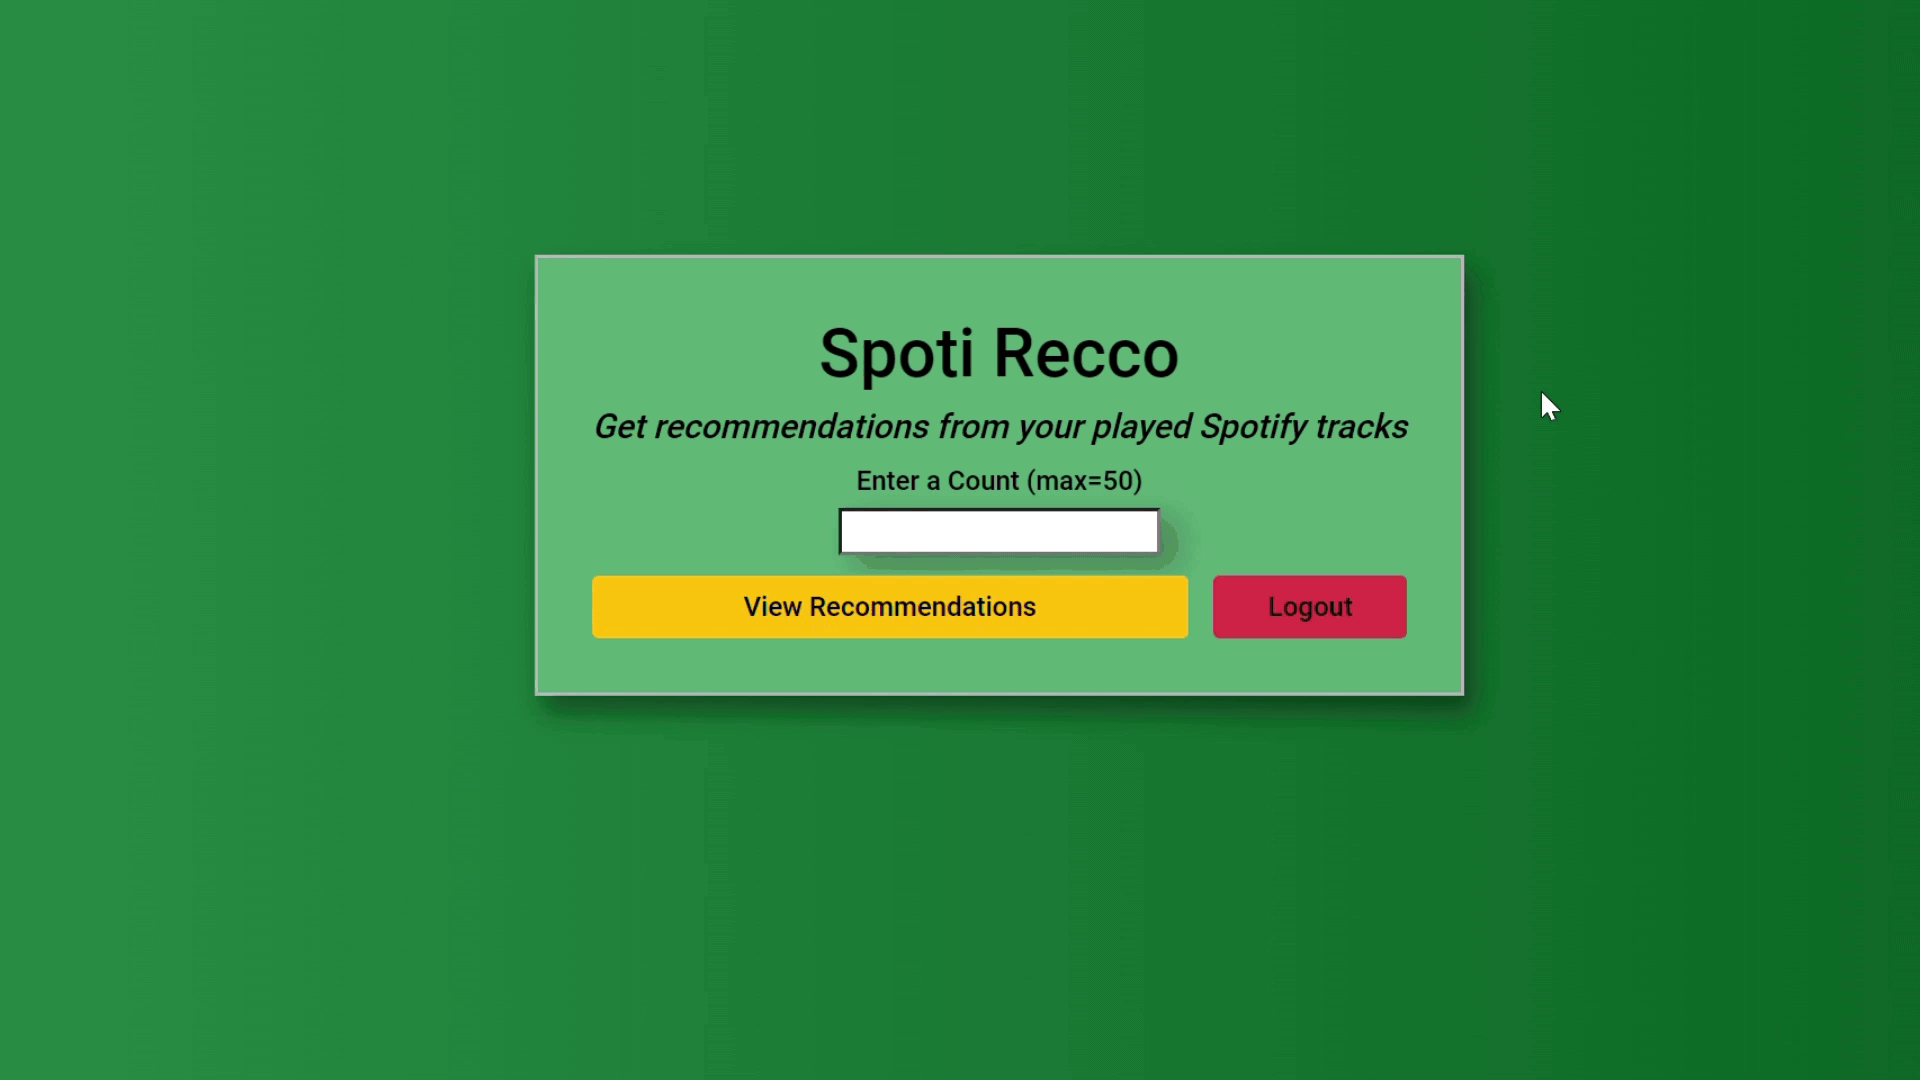 Spoti Recco
Get recommendations from your played Spotify tracks
Enter a Count (max=50)
View Recommendations
Logout